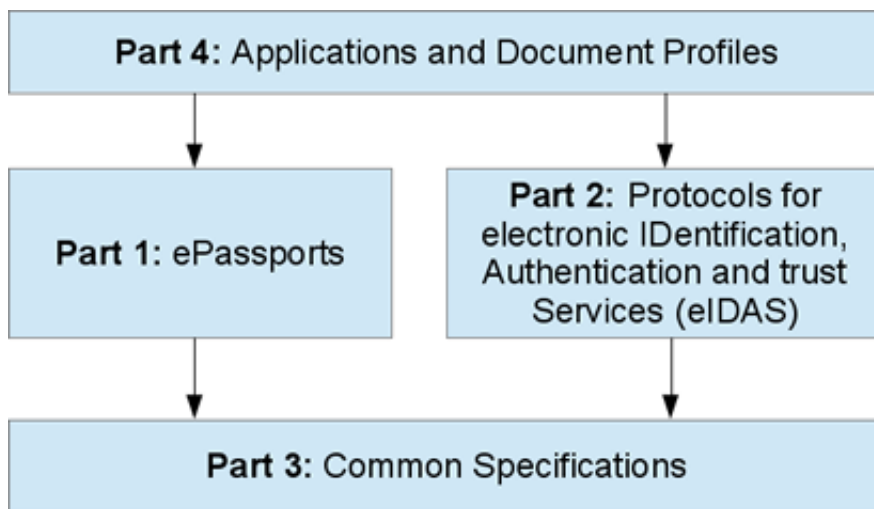 Part 4: Applications and Document Profiles
Part 1: ePassports
Part 2: Protocols for
electronic IDentification,
Authentication and trust
Services (eIDAS)
Part 3: Common Specifications